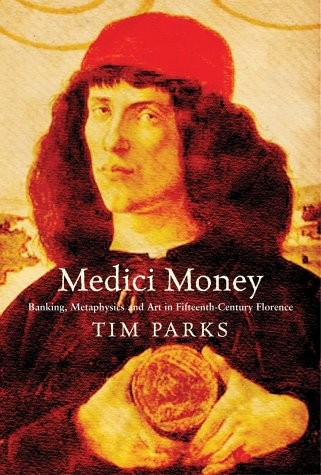 Medici Money
Banking, Metaphysics and Art in Fifteenth-Century Florence
TIM PARKS